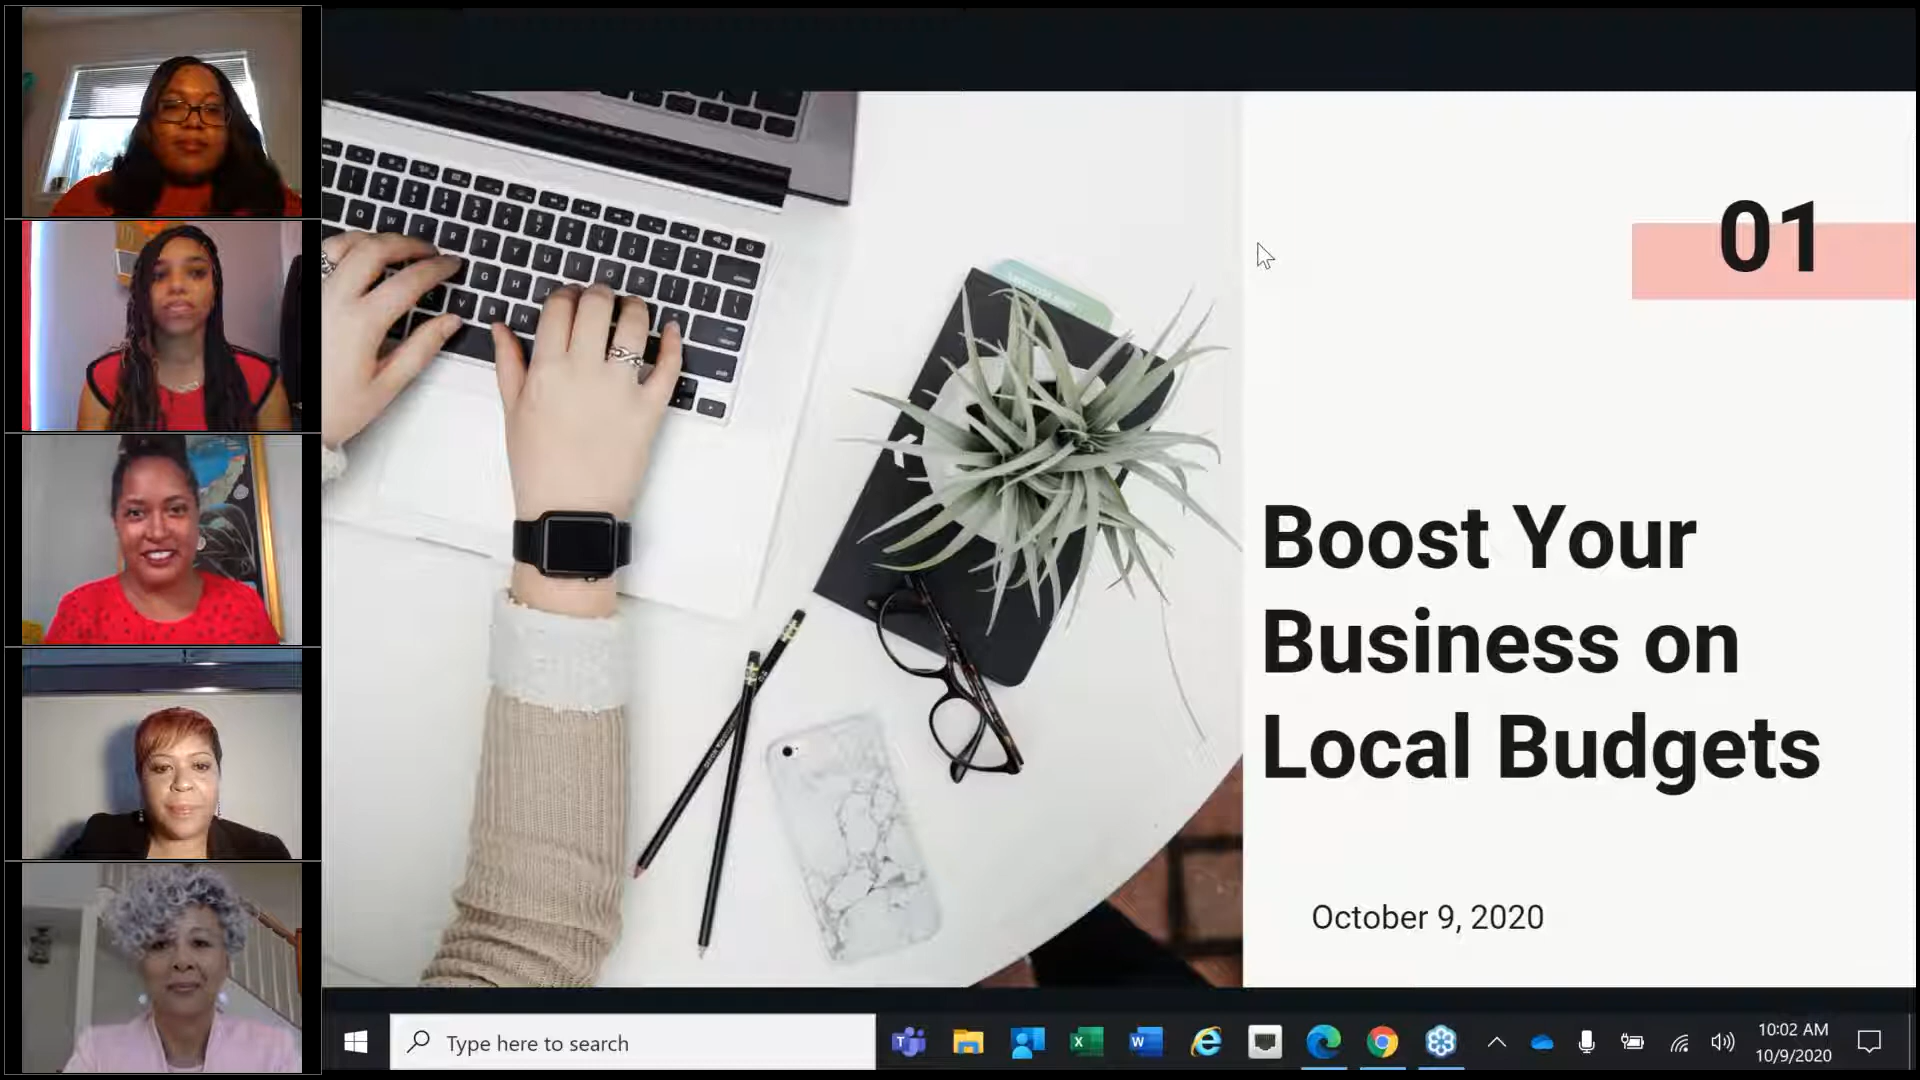 01
Boost Your
Business on
Local Budgets
October 9, 2020
Type here to search
10:02 AM
10/9/2020